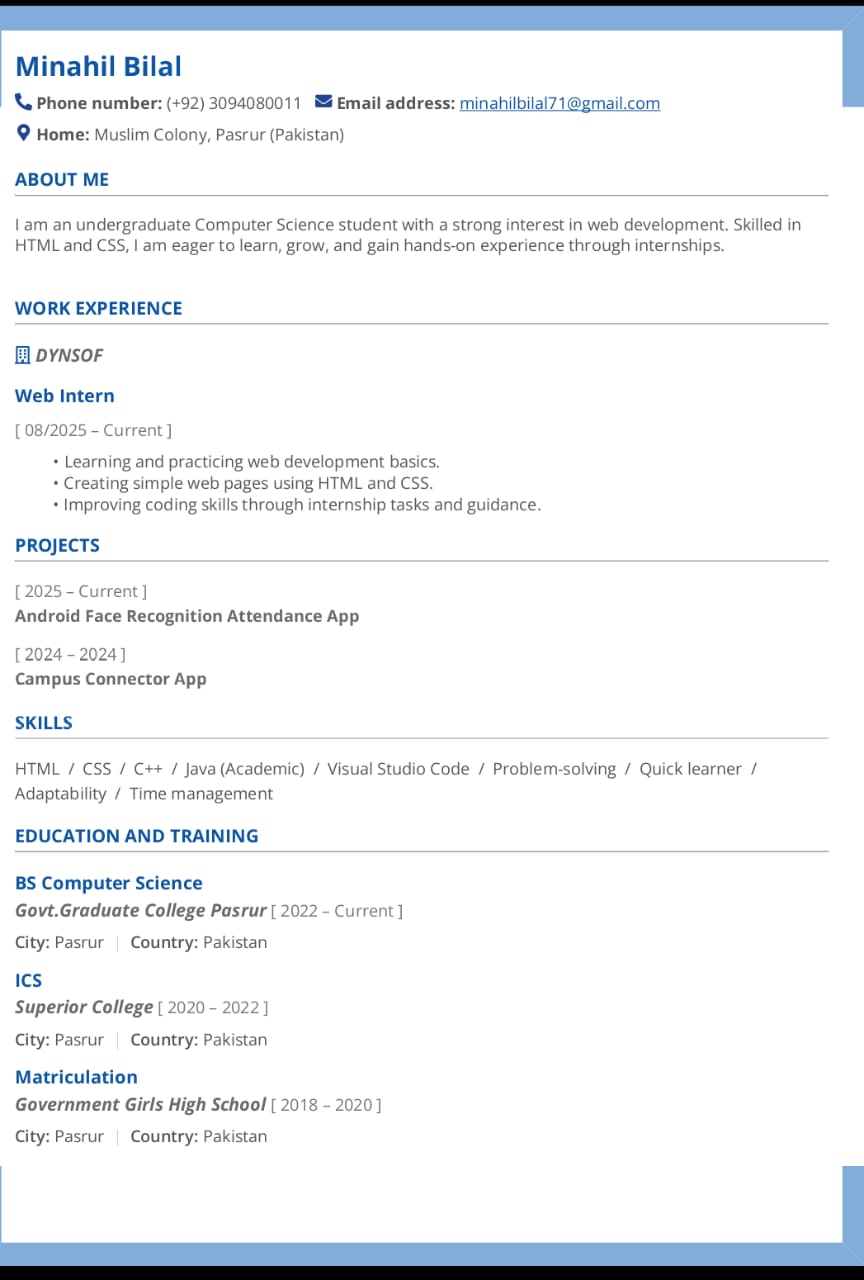 Minahil Bilal
Phone number: (+92) 3094080011 Email address: minahilbilal71@gmail.com
Home: Muslim Colony, Pasrur (Pakistan)
ABOUT ME
I am an undergraduate Computer Science student with a strong interest in web development. Skilled in
HTML and CSS, I am eager to learn, grow, and gain hands-on experience through internships.
WORK EXPERIENCE
DYNSOF
Web Intern
[ 08/2025 – Current ]
• Learning and practicing web development basics.
• Creating simple web pages using HTML and CSS.
• Improving coding skills through internship tasks and guidance.
PROJECTS
[ 2025 – Current ]
Android Face Recognition Attendance App
[ 2024 – 2024 ]
Campus Connector App
SKILLS
HTML / CSS / C++ / Java (Academic) / Visual Studio Code / Problem-solving / Quick learner /
Adaptability / Time management
EDUCATION AND TRAINING
BS Computer Science
Govt.Graduate College Pasrur [ 2022 – Current ]
City: Pasrur | Country: Pakistan
ICS
Superior College [ 2020 – 2022 ]
City: Pasrur | Country: Pakistan
Matriculation
Government Girls High School [ 2018 – 2020 ]
City: Pasrur | Country: Pakistan